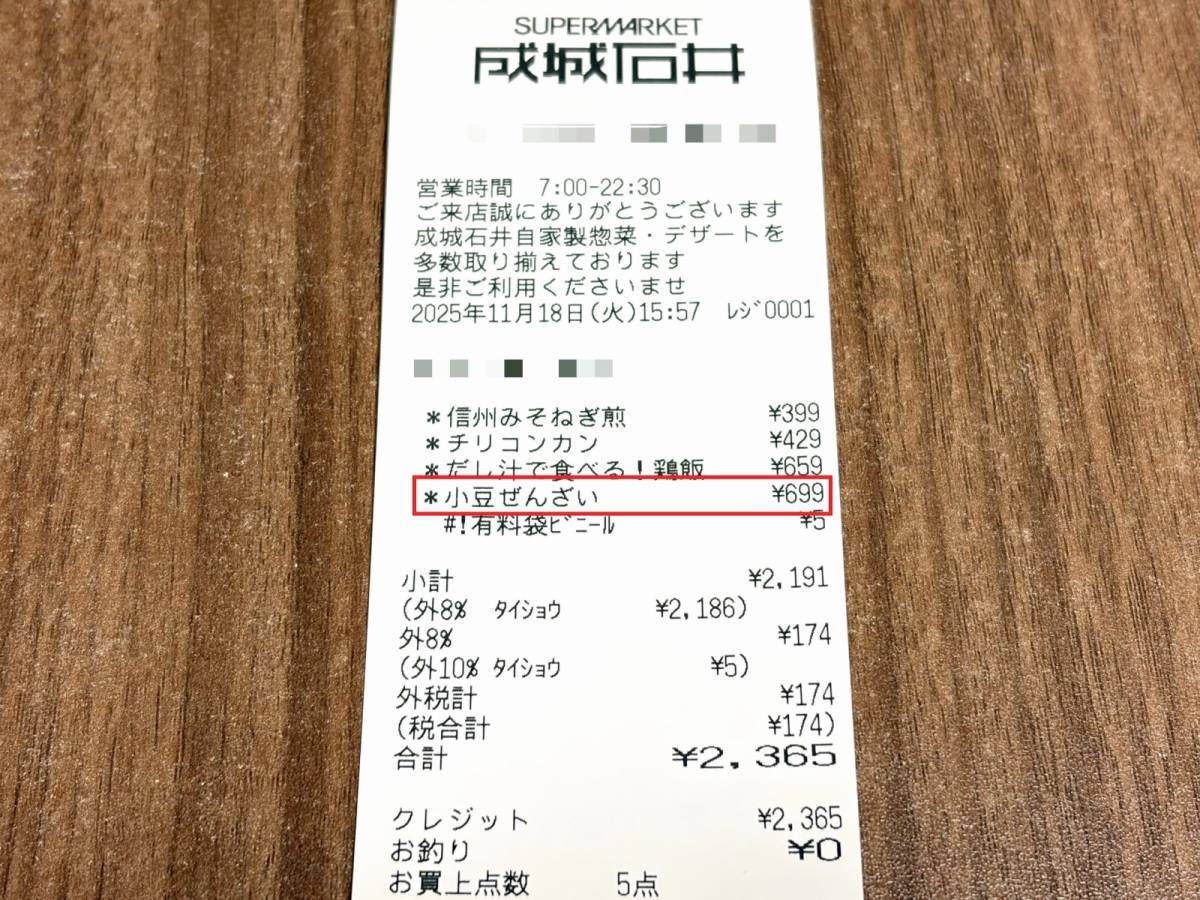 SUPERMARKET
成城石井
営業時間 7:00-22:30
ご来店誠にありがとうございます
成城石井自家製惣菜・デザートを
多数取り揃えております
是非ご利用くださいませ
2025年11月18日(火)15:57 ﾚｼﾞ0001
*信州みそねぎ煎 ¥399
*チリコンカン ¥429
*だし汁で食べる!鶏飯 ¥659
*小豆ぜんざい ¥699
#!有料袋ﾋﾞﾆｰﾙ ¥5
小計 ¥2,191
(外8% ﾀｲｼｮｳ ¥2,186)
外8% ¥174
(外10% ﾀｲｼｮｳ ¥5)
外税計 ¥174
(税合計 ¥174)
合計 ¥2,365
クレジット ¥2,365
お釣り ¥0
お買上点数 5点